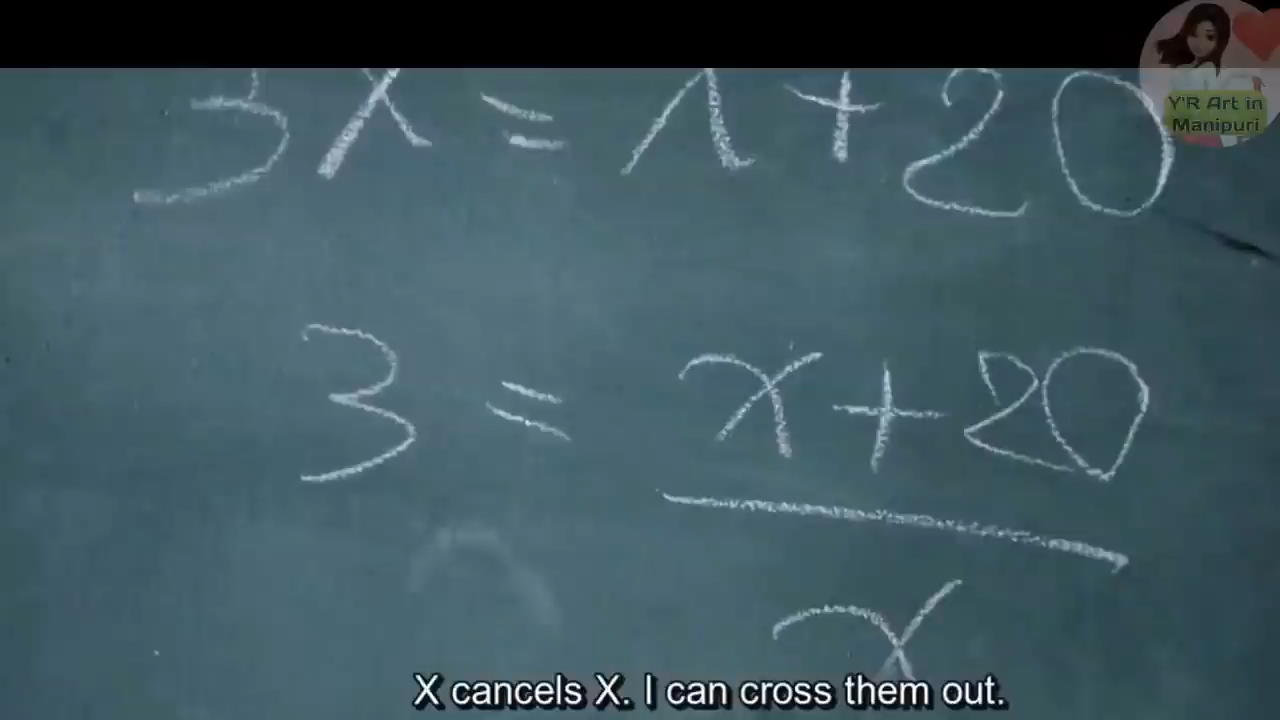 Y'R Art in
Manipuri
3x = x + 20
3 = x + 20
x
X cancels X. I can cross them out.